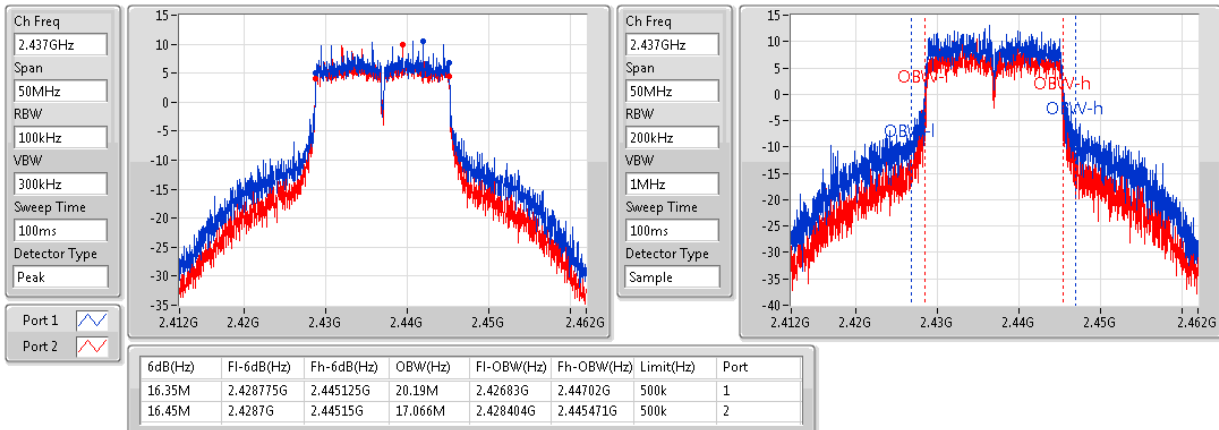 Ch Freq
2.437GHz
Span
50MHz
RBW
100kHz
VBW
300kHz
Sweep Time
100ms
Detector Type
Peak
Port 1
Port 2
15-
10-
5-
0-
-5-
-10-
-15-
-20-
-25-
-30-
-35-
2.412G 2.42G 2.43G 2.44G 2.45G 2.462G
Ch Freq
2.437GHz
Span
50MHz
RBW
200kHz
VBW
1MHz
Sweep Time
100ms
Detector Type
Sample
15-
10-
5-
0-
-5-
-10-
-15-
-20-
-25-
-30-
-35-
-40-
OBW-l
OBW-h
OBW-l
OBW-h
2.412G 2.42G 2.43G 2.44G 2.45G 2.462G
6dB(Hz) Fl-6dB(Hz) Fh-6dB(Hz) OBW(Hz) Fl-OBW(Hz) Fh-OBW(Hz) Limit(Hz) Port
16.35M 2.428775G 2.445125G 20.19M 2.42683G 2.44702G 500k 1
16.45M 2.4287G 2.44515G 17.066M 2.428404G 2.445471G 500k 2